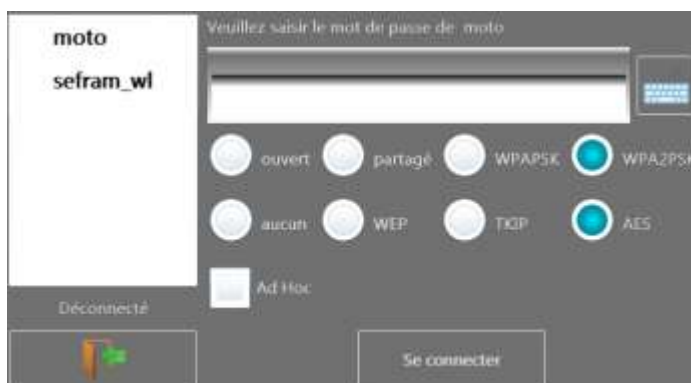 moto
sefram_wl
Veuillez saisir le mot de passe de moto
ouvert partagé WPAPSK WPA2PSK
aucun WEP TKIP AES
Ad Hoc
Déconnecté
Se connecter